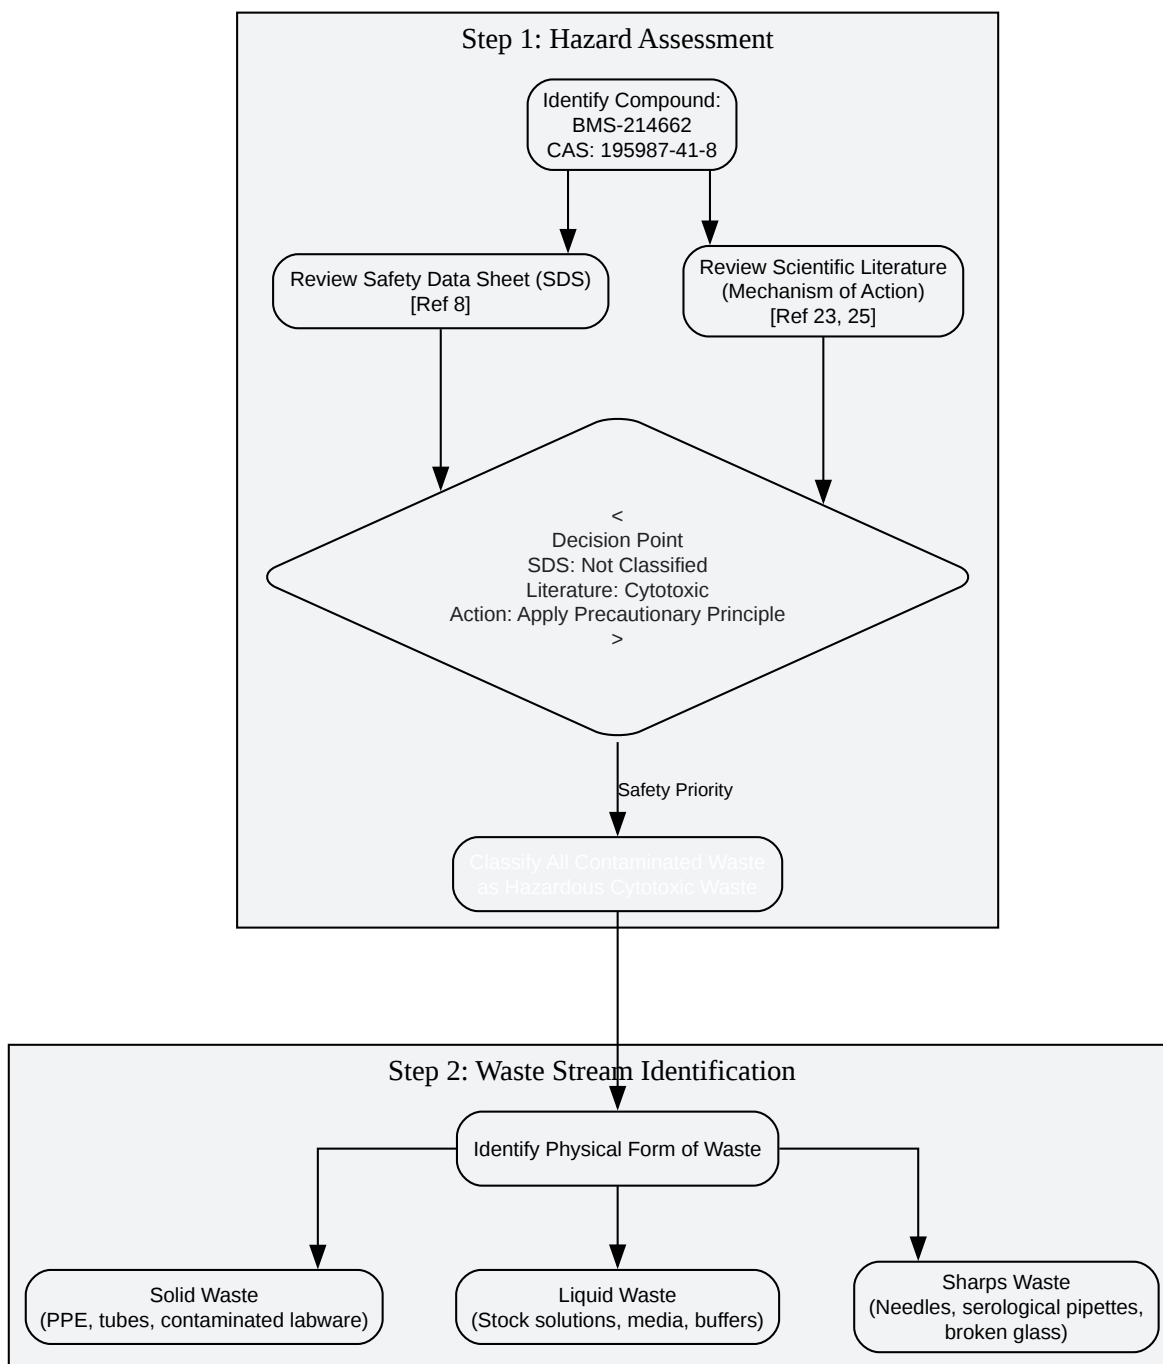 Step 1: Hazard Assessment
Identify Compound:
BMS-214662
CAS: 195987-41-8
Review Safety Data Sheet (SDS)
[Ref 8]
Review Scientific Literature
(Mechanism of Action)
[Ref 23, 25]
<
Decision Point
SDS: Not Classified
Literature: Cytotoxic
Action: Apply Precautionary Principle
>
Safety Priority
Classify All Contaminated Waste
as Hazardous Cytotoxic Waste
Step 2: Waste Stream Identification
Identify Physical Form of Waste
Solid Waste
(PPE, tubes, contaminated labware)
Liquid Waste
(Stock solutions, media, buffers)
Sharps Waste
(Needles, serological pipettes,
broken glass)